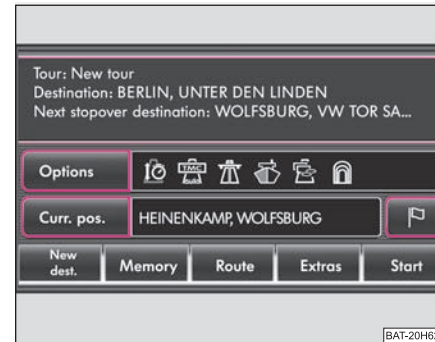 Tour: New tour
Destination: BERLIN, UNTER DEN LINDEN
Next stopover destination: WOLFSBURG, VW TOR SA...
Options
TMC
Curr. pos.
HEINENKAMP, WOLFSBURG
New
dest.
Memory
Route
Extras
Start